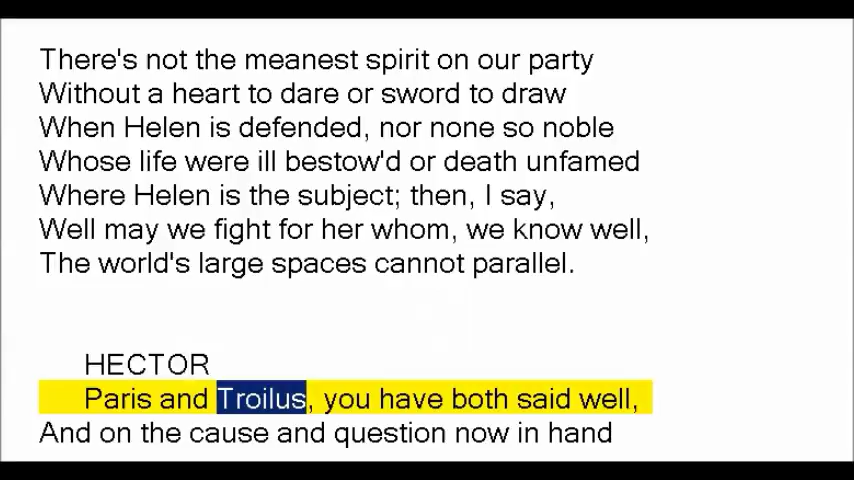 There's not the meanest spirit on our party
Without a heart to dare or sword to draw
When Helen is defended, nor none so noble
Whose life were ill bestow'd or death unfamed
Where Helen is the subject; then, I say,
Well may we fight for her whom, we know well,
The world's large spaces cannot parallel.
HECTOR
Paris and Troilus, you have both said well,
And on the cause and question now in hand